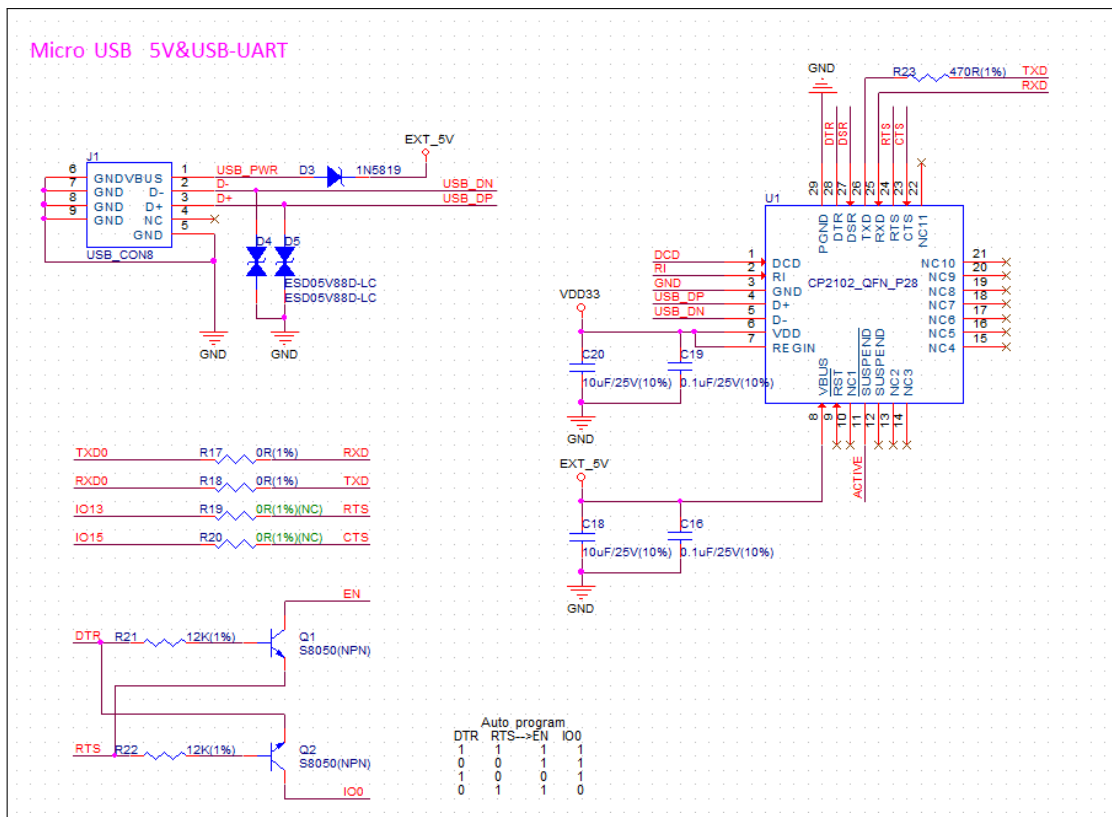 Micro USB 5V&USB-UART
J1
6 GND VBUS 1 USB_PWR D3 1N5819 EXT_5V
7 GND D- 2 D- USB_DN
8 GND D+ 3 D+ USB_DP
9 GND NC 4
GND 5
USB_CON8
D4 D5
ESD05V88D-LC
ESD05V88D-LC
GND GND
GND R23 470R(1%) TXD
RXD
DTR DSR RTS CTS
29 28 27 26 25 24 23 22
U1
PGND DTR DSR TXD RXD RTS CTS NC11
DCD 1 DCD NC10 21
RI 2 RI NC9 20
GND 3 GND NC8 19
USB_DP 4 D+ NC7 18
USB_DN 5 D- NC6 17
6 VDD NC5 16
7 REGIN NC4 15
CP2102_QFN_P28
VBUS RST NC1 SUSPEND SUSPEND NC2 NC3
8 9 10 11 12 13 14
ACTIVE
VDD33
C20 C19
10uF/25V(10%) 0.1uF/25V(10%)
GND
EXT_5V
C18 C16
10uF/25V(10%) 0.1uF/25V(10%)
GND
TXD0 R17 0R(1%) RXD
RXD0 R18 0R(1%) TXD
IO13 R19 0R(1%)(NC) RTS
IO15 R20 0R(1%)(NC) CTS
EN
DTR R21 12K(1%) Q1
S8050(NPN)
RTS R22 12K(1%) Q2
S8050(NPN)
IO0
Auto program
DTR RTS-->EN IO0
1 1 1 1
0 0 1 1
1 0 0 1
0 1 1 0